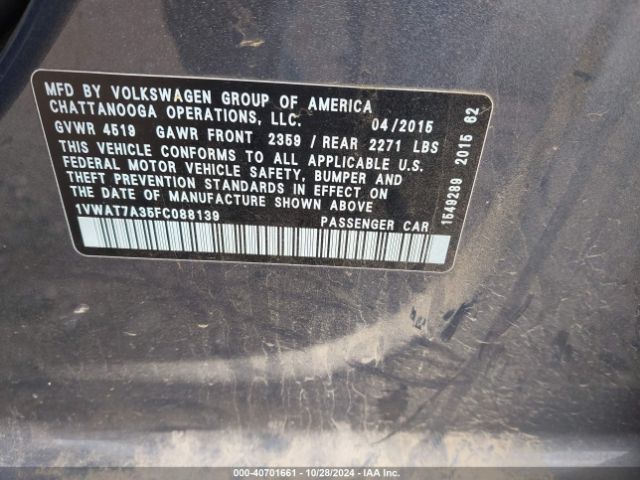 MFD BY VOLKSWAGEN GROUP OF AMERICA
CHATTANOOGA OPERATIONS, LLC. 04/2015
GVWR 4519 GAWR FRONT 2359 / REAR 2271 LBS
THIS VEHICLE CONFORMS TO ALL APPLICABLE U.S.
FEDERAL MOTOR VEHICLE SAFETY, BUMPER AND
THEFT PREVENTION STANDARDS IN EFFECT ON
THE DATE OF MANUFACTURE SHOWN ABOVE
1VWAT7A35FC088139 PASSENGER CAR
1549289 2015 62
000-40701661 | 10/28/2024 | IAA Inc.